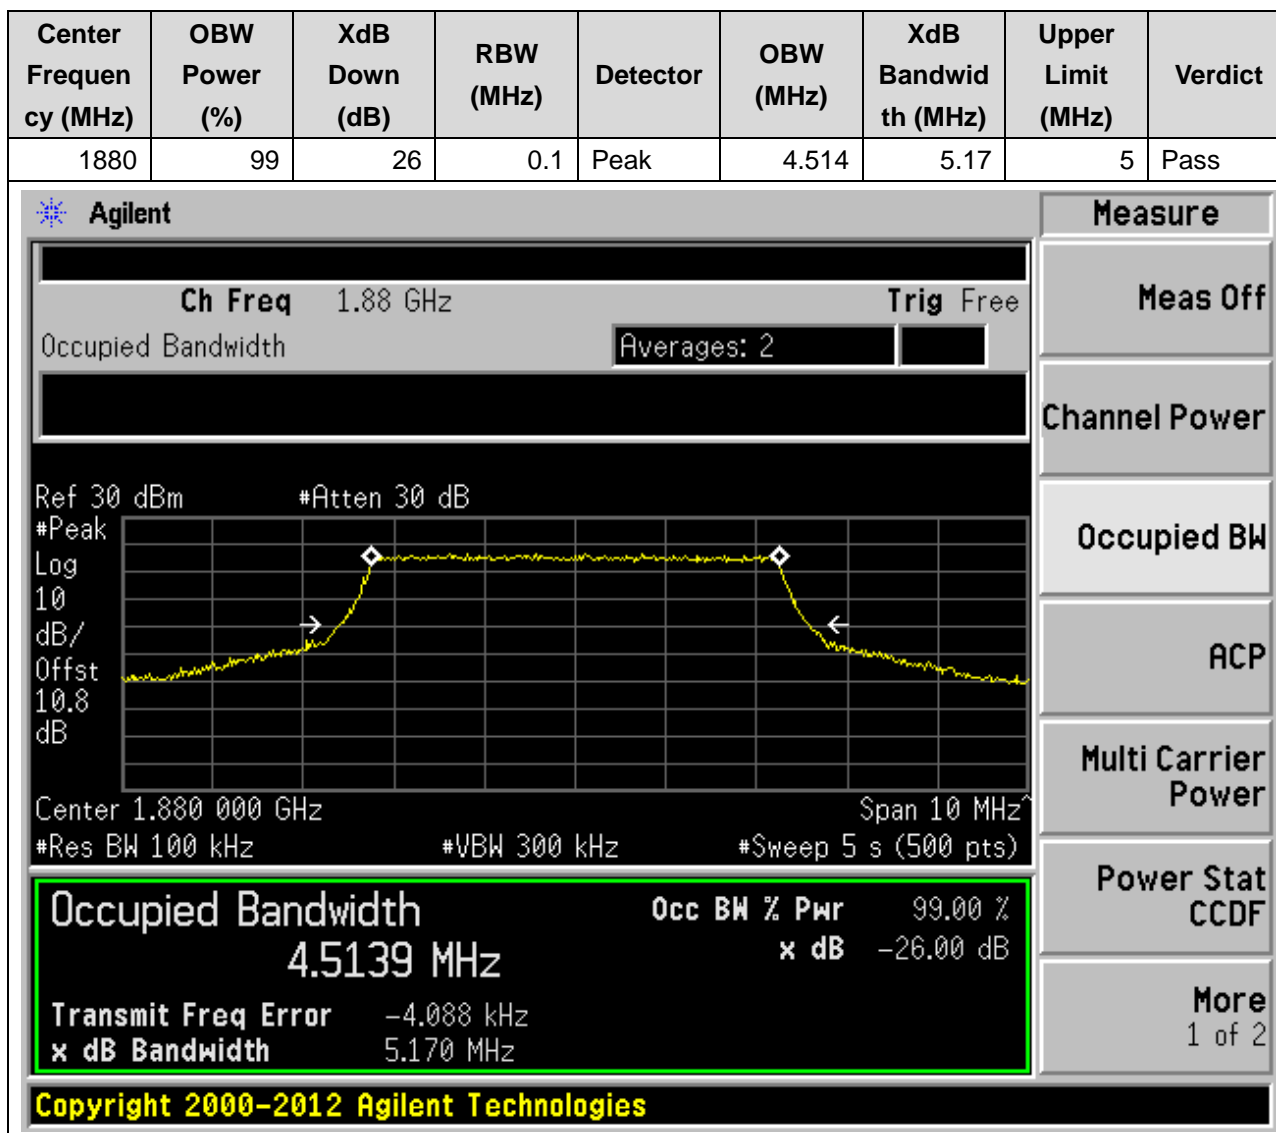 Center Frequen cy (MHz) OBW Power (%) XdB Down (dB) RBW (MHz) Detector OBW (MHz) XdB Bandwid th (MHz) Upper Limit (MHz) Verdict
1880 99 26 0.1 Peak 4.514 5.17 5 Pass
Agilent
Measure
Ch Freq 1.88 GHz Trig Free
Meas Off
Occupied Bandwidth Averages: 2
Channel Power
Ref 30 dBm #Atten 30 dB
#Peak
Log
10
dB/
Offst
10.8
dB
Occupied BW
ACP
Multi Carrier
Power
Center 1.880 000 GHz Span 10 MHz^
#Res BW 100 kHz #VBW 300 kHz #Sweep 5 s (500 pts)
Power Stat
CCDF
Occupied Bandwidth Occ BW % Pwr 99.00 %
4.5139 MHz x dB -26.00 dB
Transmit Freq Error -4.088 kHz
x dB Bandwidth 5.170 MHz
More
1 of 2
Copyright 2000-2012 Agilent Technologies